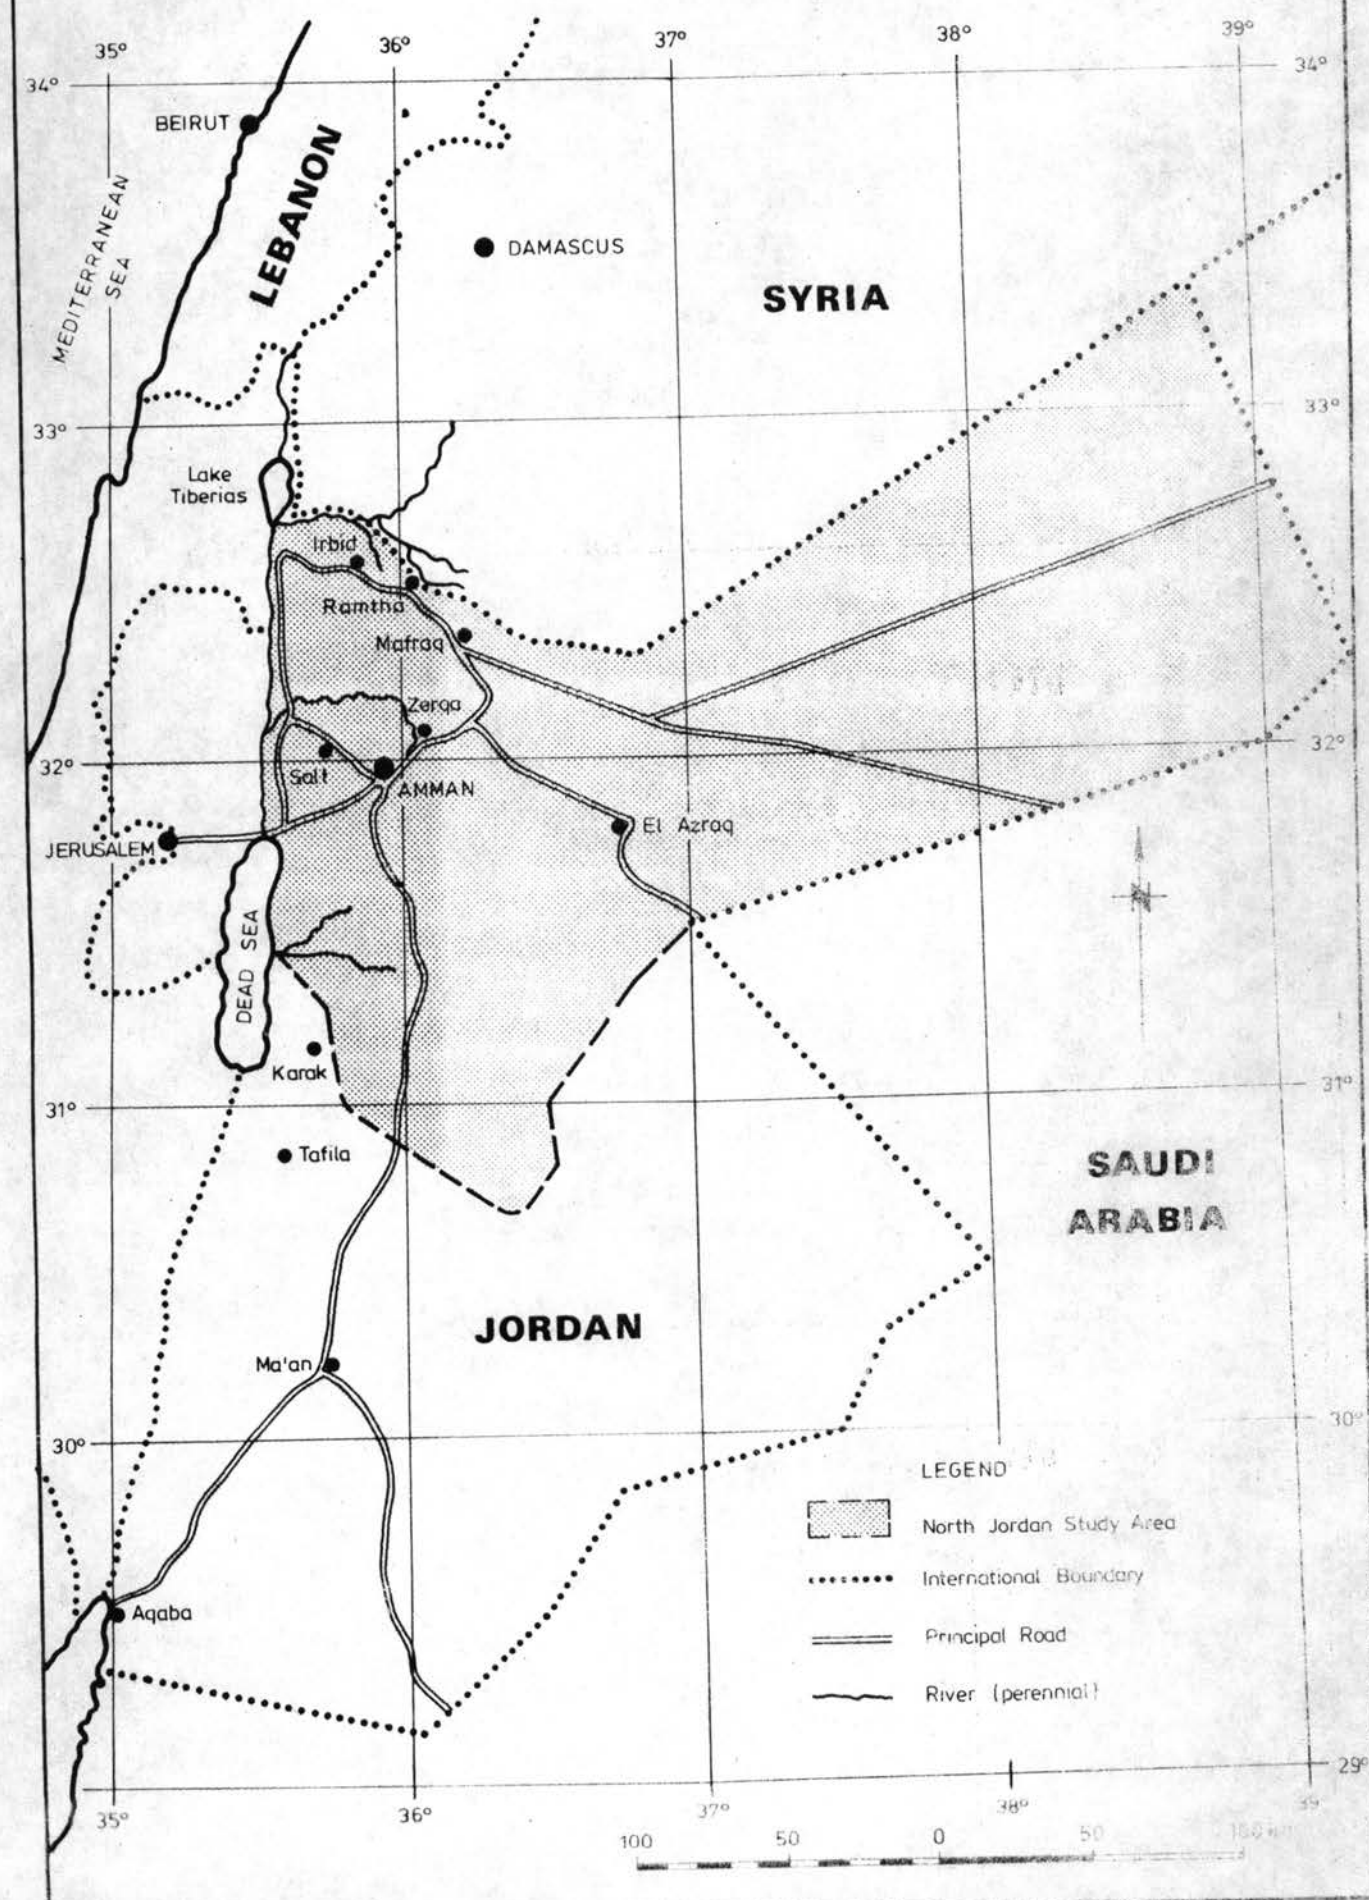 35°
36°
37°
38°
39°
34°
34°
BEIRUT
LEBANON
MEDITERRANEAN
SEA
DAMASCUS
SYRIA
33°
33°
Lake
Tiberias
Irbid
Ramtha
Mafraq
Zerqa
32°
32°
Salt
AMMAN
El Azraq
JERUSALEM
DEAD SEA
N
Karak
31°
31°
Tafila
SAUDI
ARABIA
JORDAN
Ma'an
30°
30°
LEGEND
North Jordan Study Area
International Boundary
Principal Road
River (perennial)
Aqaba
29°
35°
36°
37°
38°
39
100
50
0
50